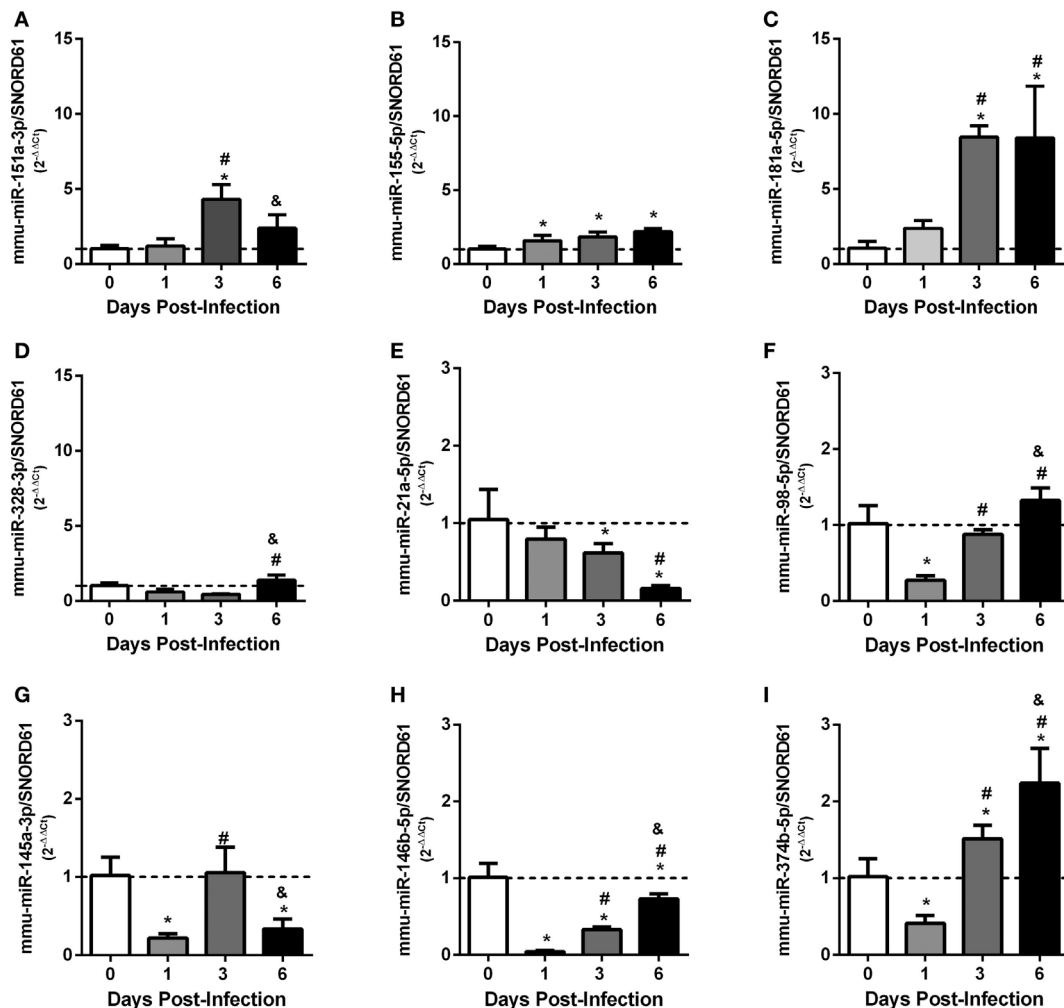 A
mmu-miR-151a-3p/SNORD61
(2-ΔΔCt)
15
10
5
0
#
*
&
0 1 3 6
Days Post-Infection
B
mmu-miR-155-5p/SNORD61
(2-ΔΔCt)
15
10
5
0
* * *
0 1 3 6
Days Post-Infection
C
mmu-miR-181a-5p/SNORD61
(2-ΔΔCt)
15
10
5
0
#
*
#
*
0 1 3 6
Days Post-Infection
D
mmu-miR-328-3p/SNORD61
(2-ΔΔCt)
15
10
5
1
0
&
#
0 1 3 6
Days Post-Infection
E
mmu-miR-21a-5p/SNORD61
(2-ΔΔCt)
3
2
1
0
*
#
*
0 1 3 6
Days Post-Infection
F
mmu-miR-98-5p/SNORD61
(2-ΔΔCt)
3
2
1
0
*
#
&
#
0 1 3 6
Days Post-Infection
G
mmu-miR-145a-3p/SNORD61
(2-ΔΔCt)
3
2
1
0
*
#
&
*
0 1 3 6
Days Post-Infection
H
mmu-miR-146b-5p/SNORD61
(2-ΔΔCt)
3
2
1
0
*
#
*
&
#
*
0 1 3 6
Days Post-Infection
I
mmu-miR-374b-5p/SNORD61
(2-ΔΔCt)
3
2
1
0
*
#
*
&
#
*
0 1 3 6
Days Post-Infection